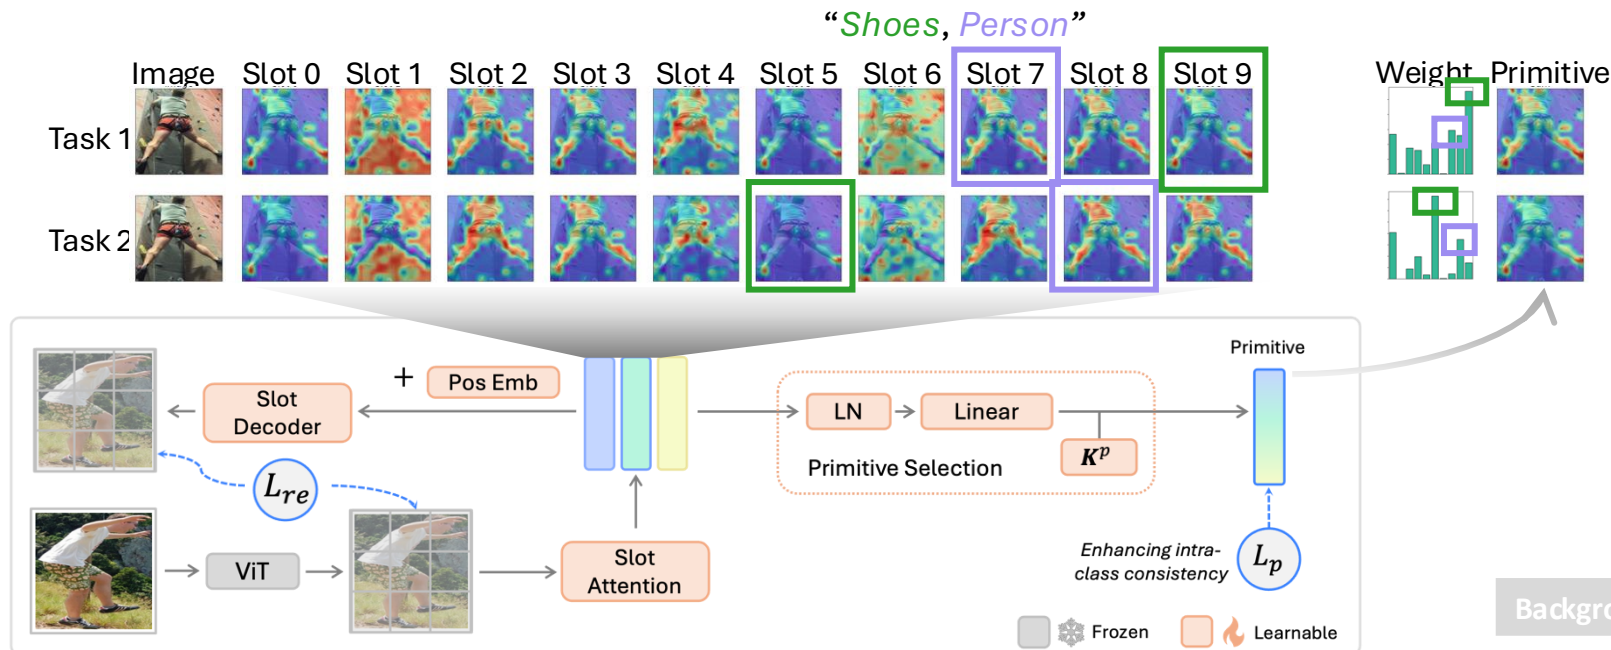 “Shoes, Person”
Image Slot 0 Slot 1 Slot 2 Slot 3 Slot 4 Slot 5 Slot 6 Slot 7 Slot 8 Slot 9 Weight Primitive
Task 1
Task 2
Primitive
+ Pos Emb
Slot
Decoder
LN
Linear
K^p
Primitive Selection
L_re
ViT
Slot
Attention
Enhancing intra-
class consistency
L_p
Frozen
Learnable
Backgro